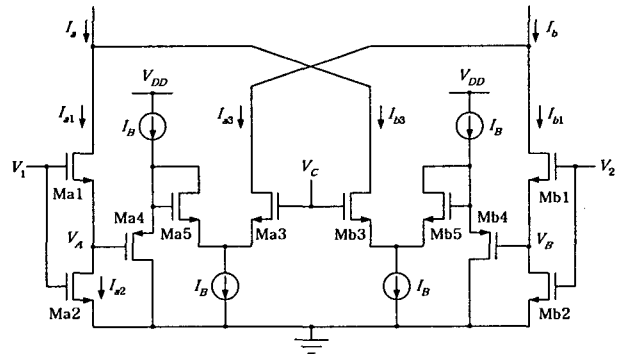 I_a I_b
V_DD V_DD
I_a1 I_B I_a3 I_b3 I_B I_b1
V_1 V_C V_2
Ma1 Ma4 Mb4 Mb1
Ma5 Ma3 Mb3 Mb5
V_A V_B
I_a2 I_B I_B
Ma2 Mb2